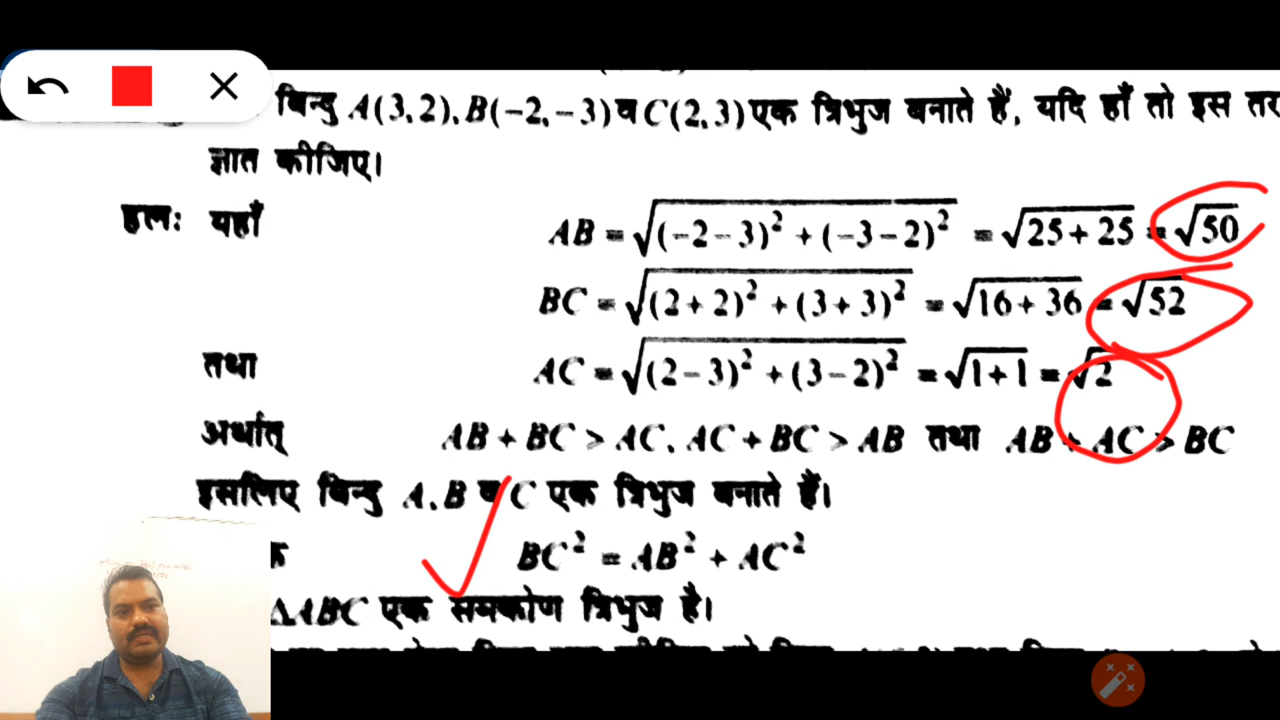 बिन्दु A(3,2), B(−2,−3) व C(2,3) एक त्रिभुज बनाते हैं, यदि हाँ तो इस
ज्ञात कीजिए।
हल: यहाँ AB = √((−2−3)² + (−3−2)²) = √(25+25) = √50
BC = √((2+2)² + (3+3)²) = √(16+36) = √52
तथा AC = √((2−3)² + (3−2)²) = √(1+1) = √2
अर्थात् AB + BC > AC, AC + BC > AB तथा AB + AC > BC
इसलिए बिन्दु A, B व C एक त्रिभुज बनाते हैं।
BC² = AB² + AC²
ΔABC एक समकोण त्रिभुज है।